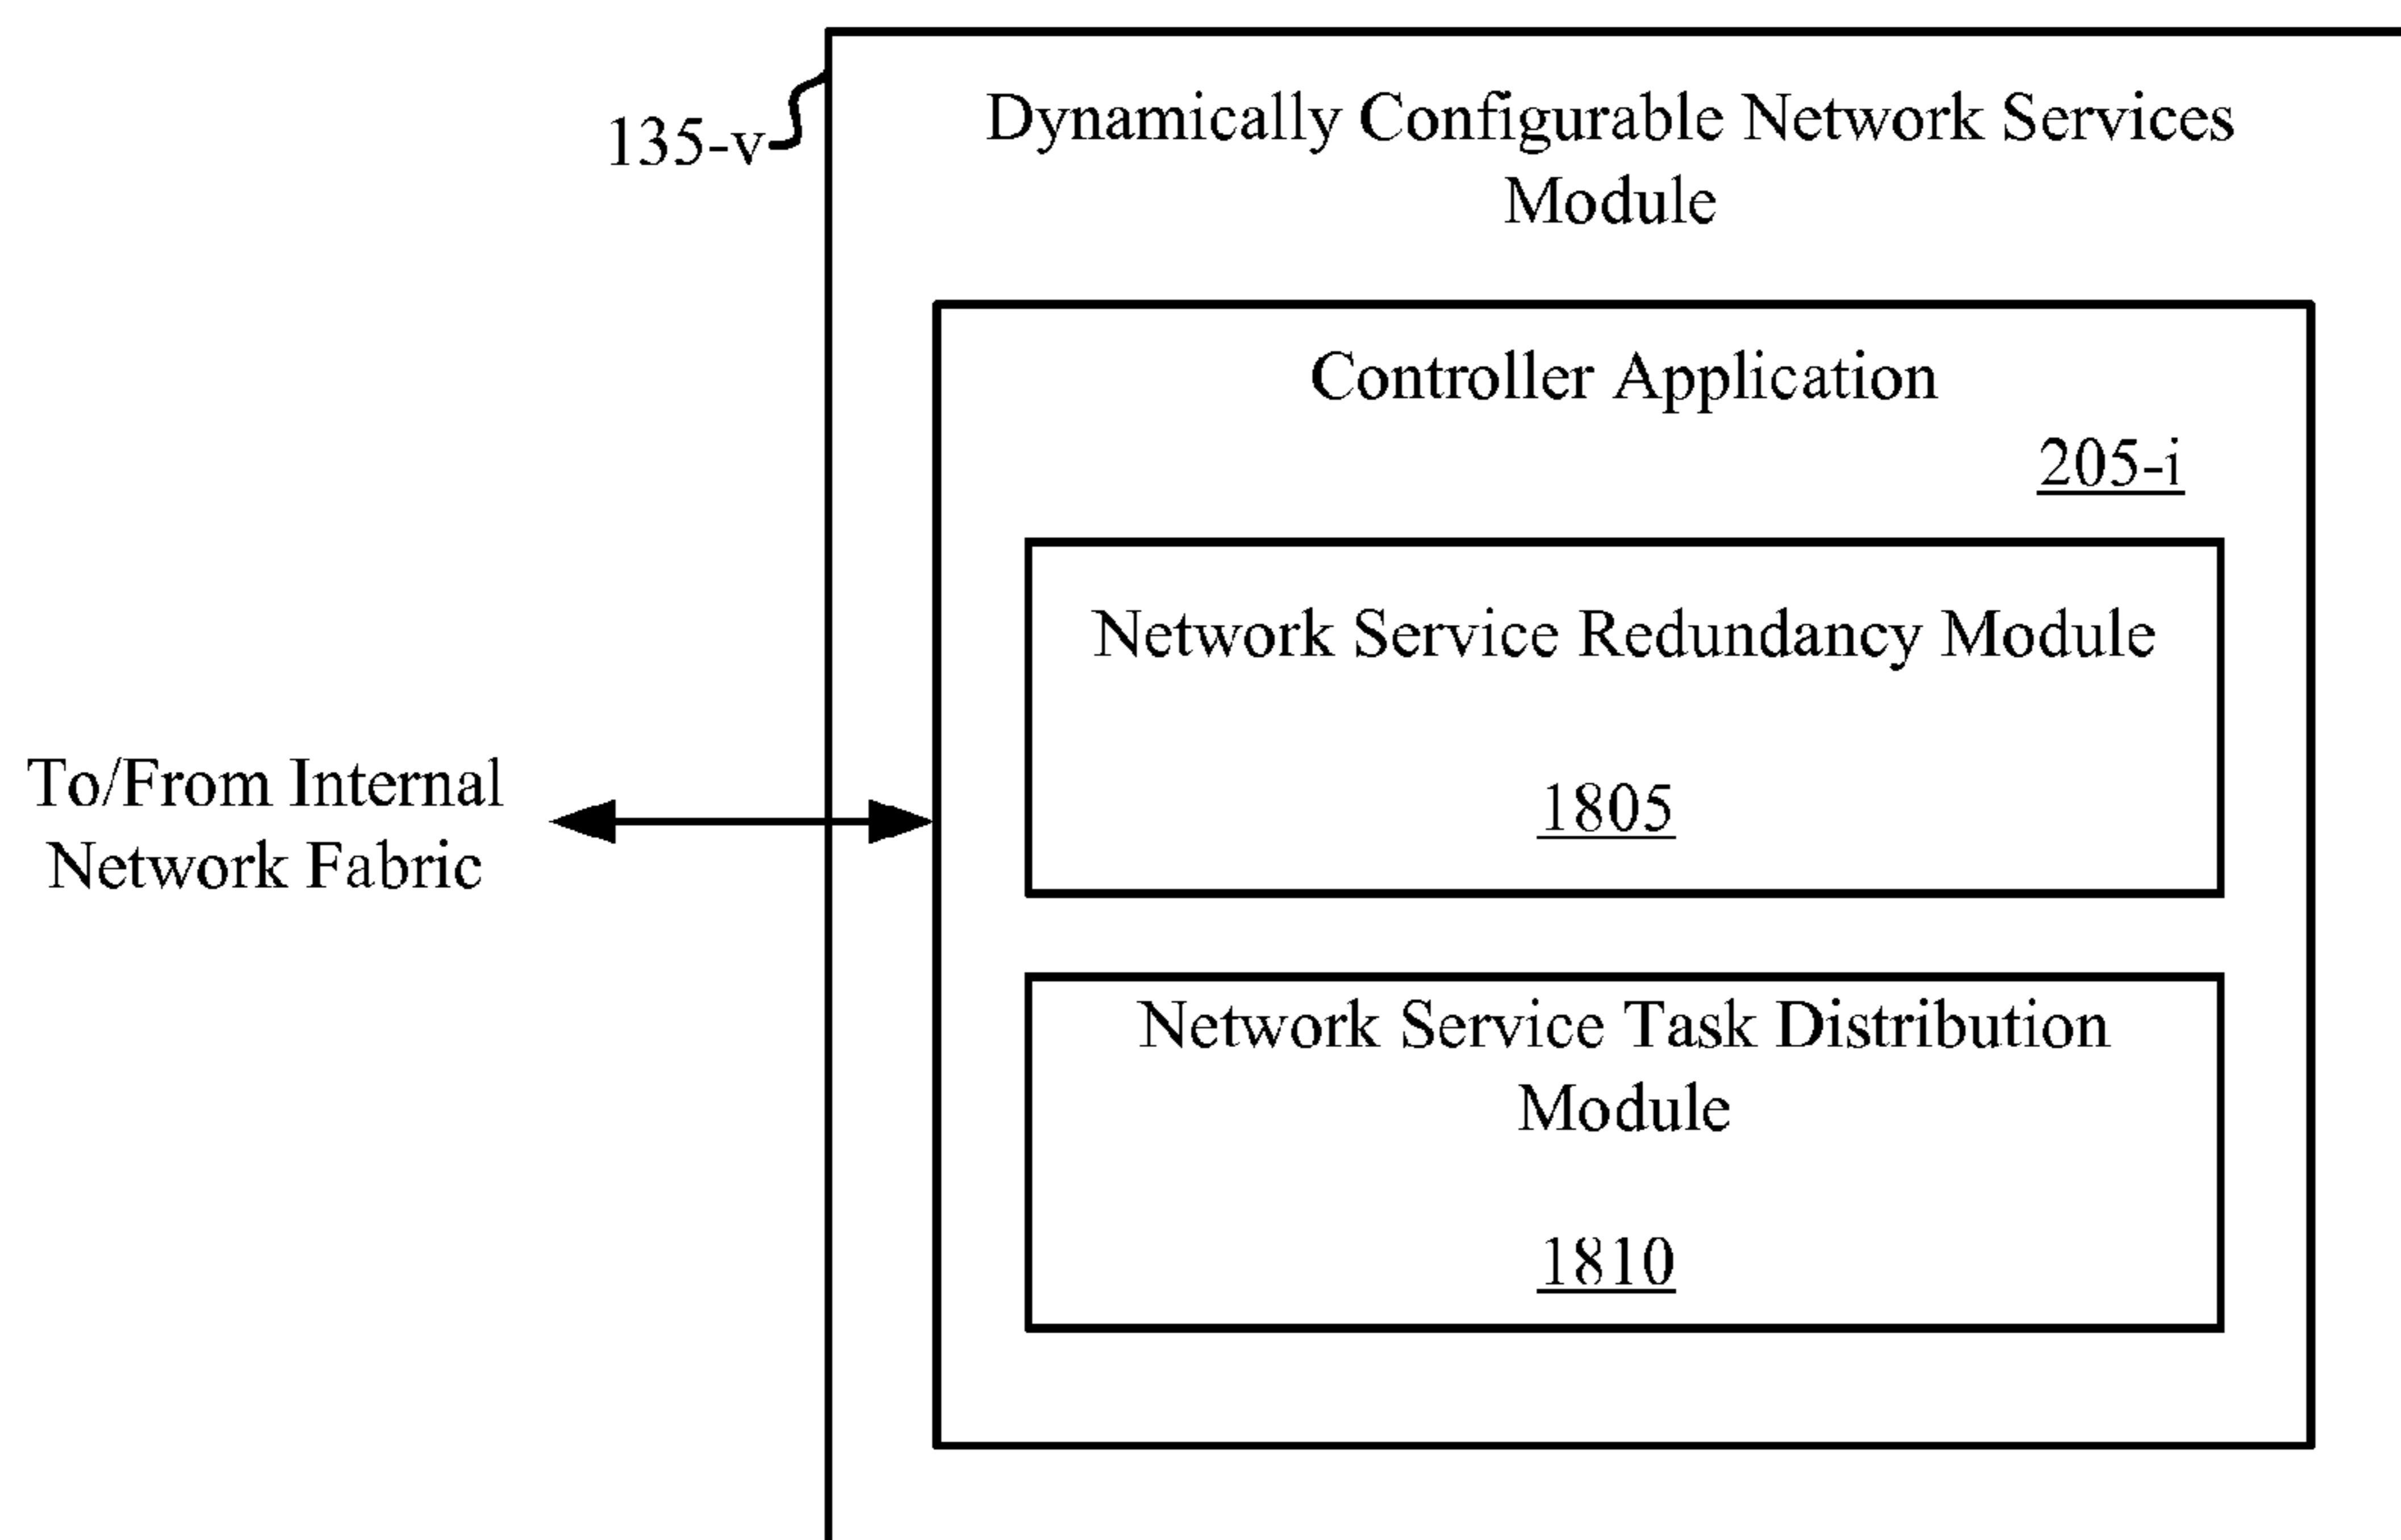 135-v
Dynamically Configurable Network Services
Module
Controller Application
205-i
Network Service Redundancy Module
1805
To/From Internal
Network Fabric
Network Service Task Distribution
Module
1810